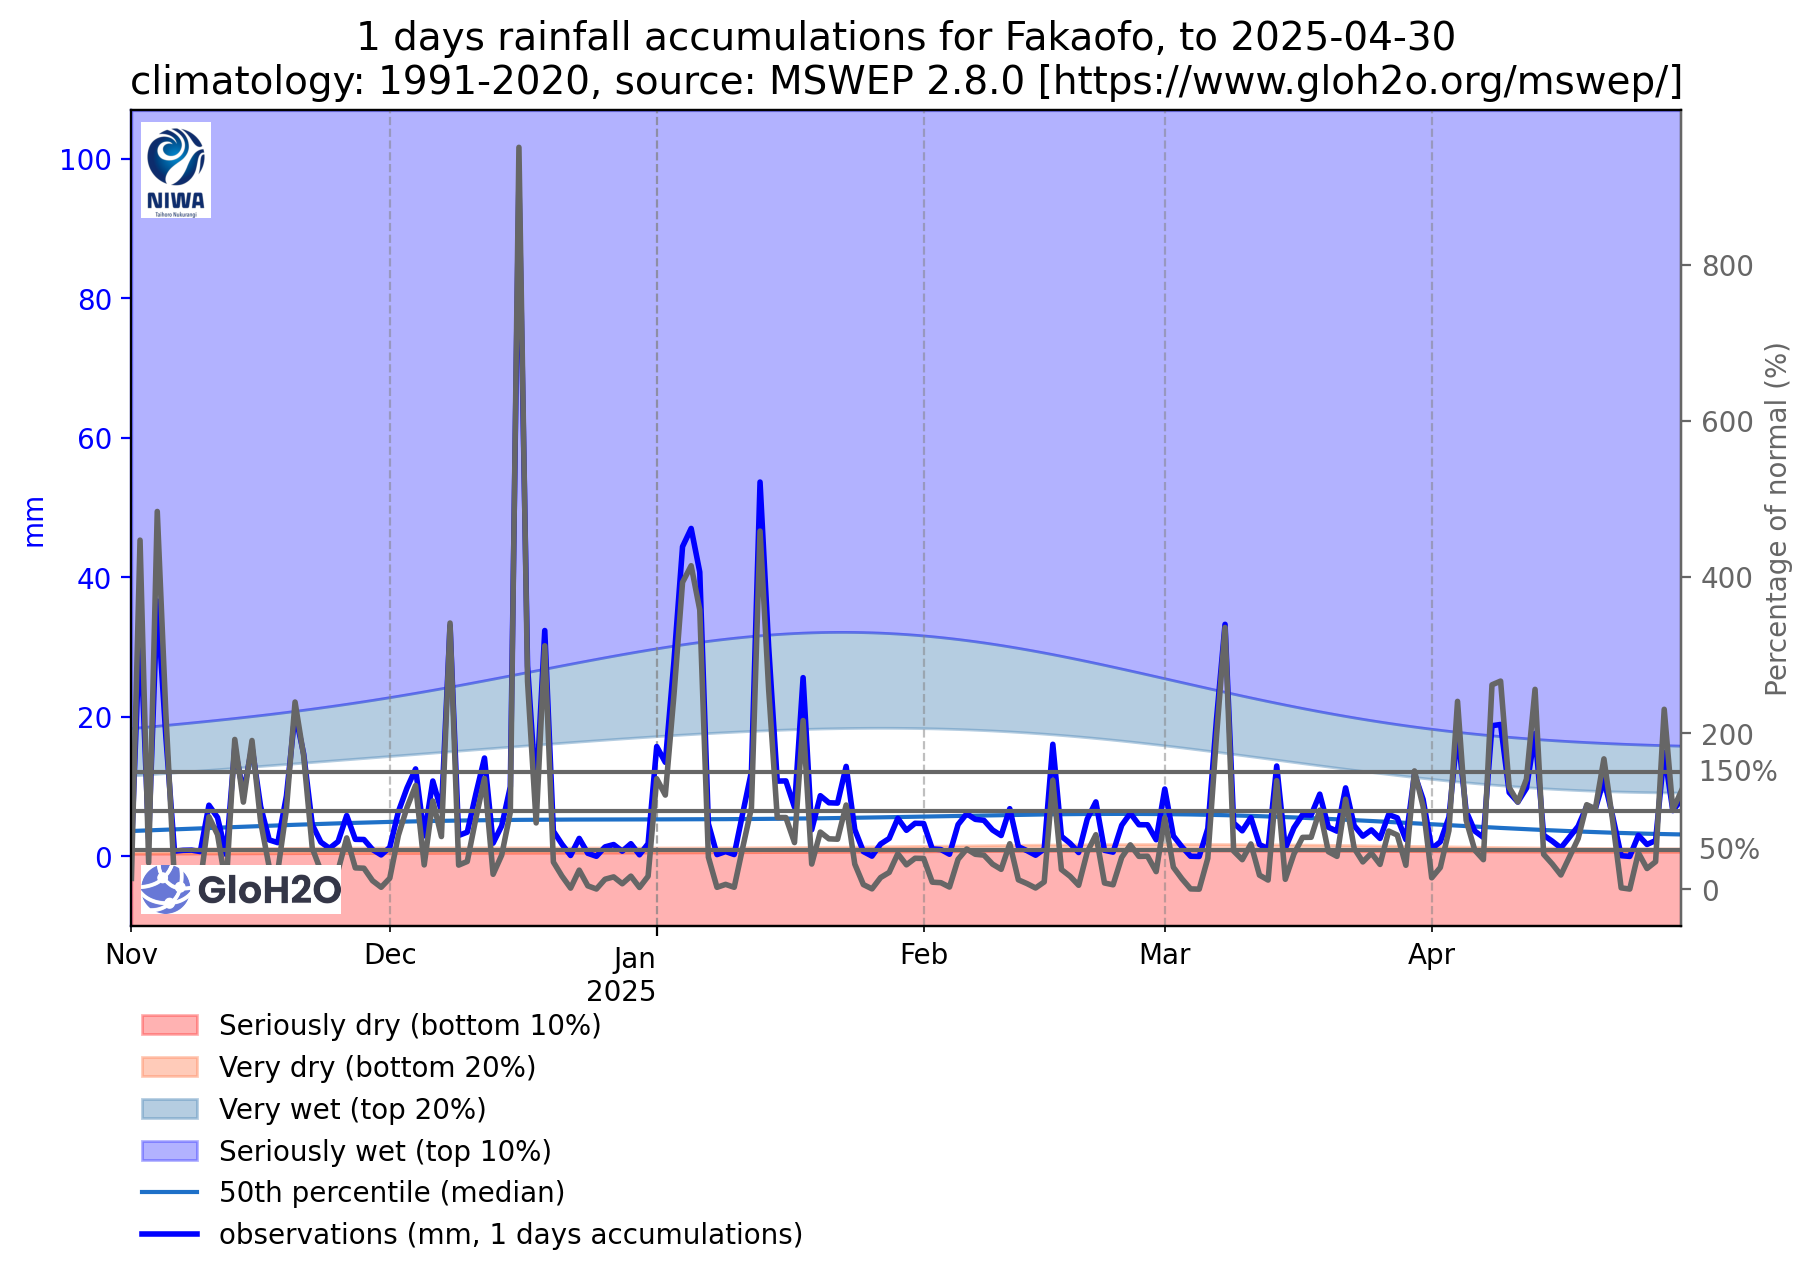 1 days rainfall accumulations for Fakaofo, to 2025-04-30
climatology: 1991-2020, source: MSWEP 2.8.0 [https://www.gloh2o.org/mswep/]
NIWA
Taihoro Nukurangi
100
80
60
40
20
0
mm
800
600
400
200
150%
50%
0
Percentage of normal (%)
GloH2O
Nov
Dec
Jan
2025
Feb
Mar
Apr
Seriously dry (bottom 10%)
Very dry (bottom 20%)
Very wet (top 20%)
Seriously wet (top 10%)
50th percentile (median)
observations (mm, 1 days accumulations)